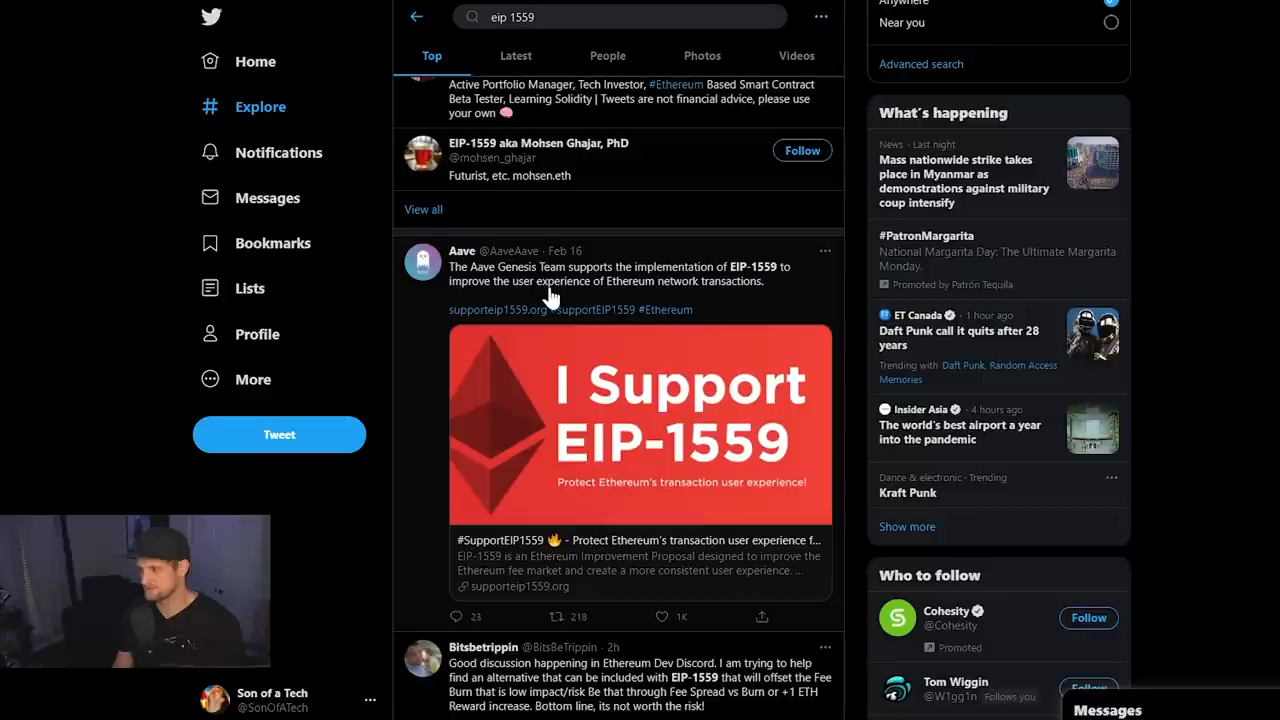 eip 1559
Top
Latest
People
Photos
Videos
Home
Explore
Notifications
Messages
Bookmarks
Lists
Profile
More
Tweet
Son of a Tech
@SonOfATech
Active Portfolio Manager, Tech Investor, #Ethereum Based Smart Contract
Beta Tester, Learning Solidity | Tweets are not financial advice, please use
your own 🧠
EIP-1559 aka Mohsen Ghajar, PhD
@mohsen_ghajar
Follow
Futurist, etc. mohsen.eth
View all
Aave @AaveAave · Feb 16
The Aave Genesis Team supports the implementation of EIP-1559 to
improve the user experience of Ethereum network transactions.
supporteip1559.org #supportEIP1559 #Ethereum
I Support
EIP-1559
Protect Ethereum's transaction user experience!
#SupportEIP1559 🔥 - Protect Ethereum's transaction user experience f...
EIP-1559 is an Ethereum Improvement Proposal designed to improve the
Ethereum fee market and create a more consistent user experience. ...
supporteip1559.org
23
218
1K
Bitsbetrippin @BitsBeTrippin · 2h
Good discussion happening in Ethereum Dev Discord. I am trying to help
find an alternative that can be included with EIP-1559 that will offset the Fee
Burn that is low impact/risk Be that through Fee Spread vs Burn or +1 ETH
Reward increase. Bottom line, its not worth the risk!
Anywhere
Near you
Advanced search
What's happening
News · Last night
Mass nationwide strike takes
place in Myanmar as
demonstrations against military
coup intensify
#PatronMargarita
National Margarita Day: The Ultimate Margarita
Monday.
Promoted by Patrón Tequila
ET Canada · 1 hour ago
Daft Punk call it quits after 28
years
Trending with Daft Punk, Random Access
Memories
Insider Asia · 4 hours ago
The world's best airport a year
into the pandemic
Dance & electronic · Trending
Kraft Punk
Show more
Who to follow
Cohesity
@Cohesity
Follow
Promoted
Tom Wiggin
@W1gg1n Follows you
Follow
Messages